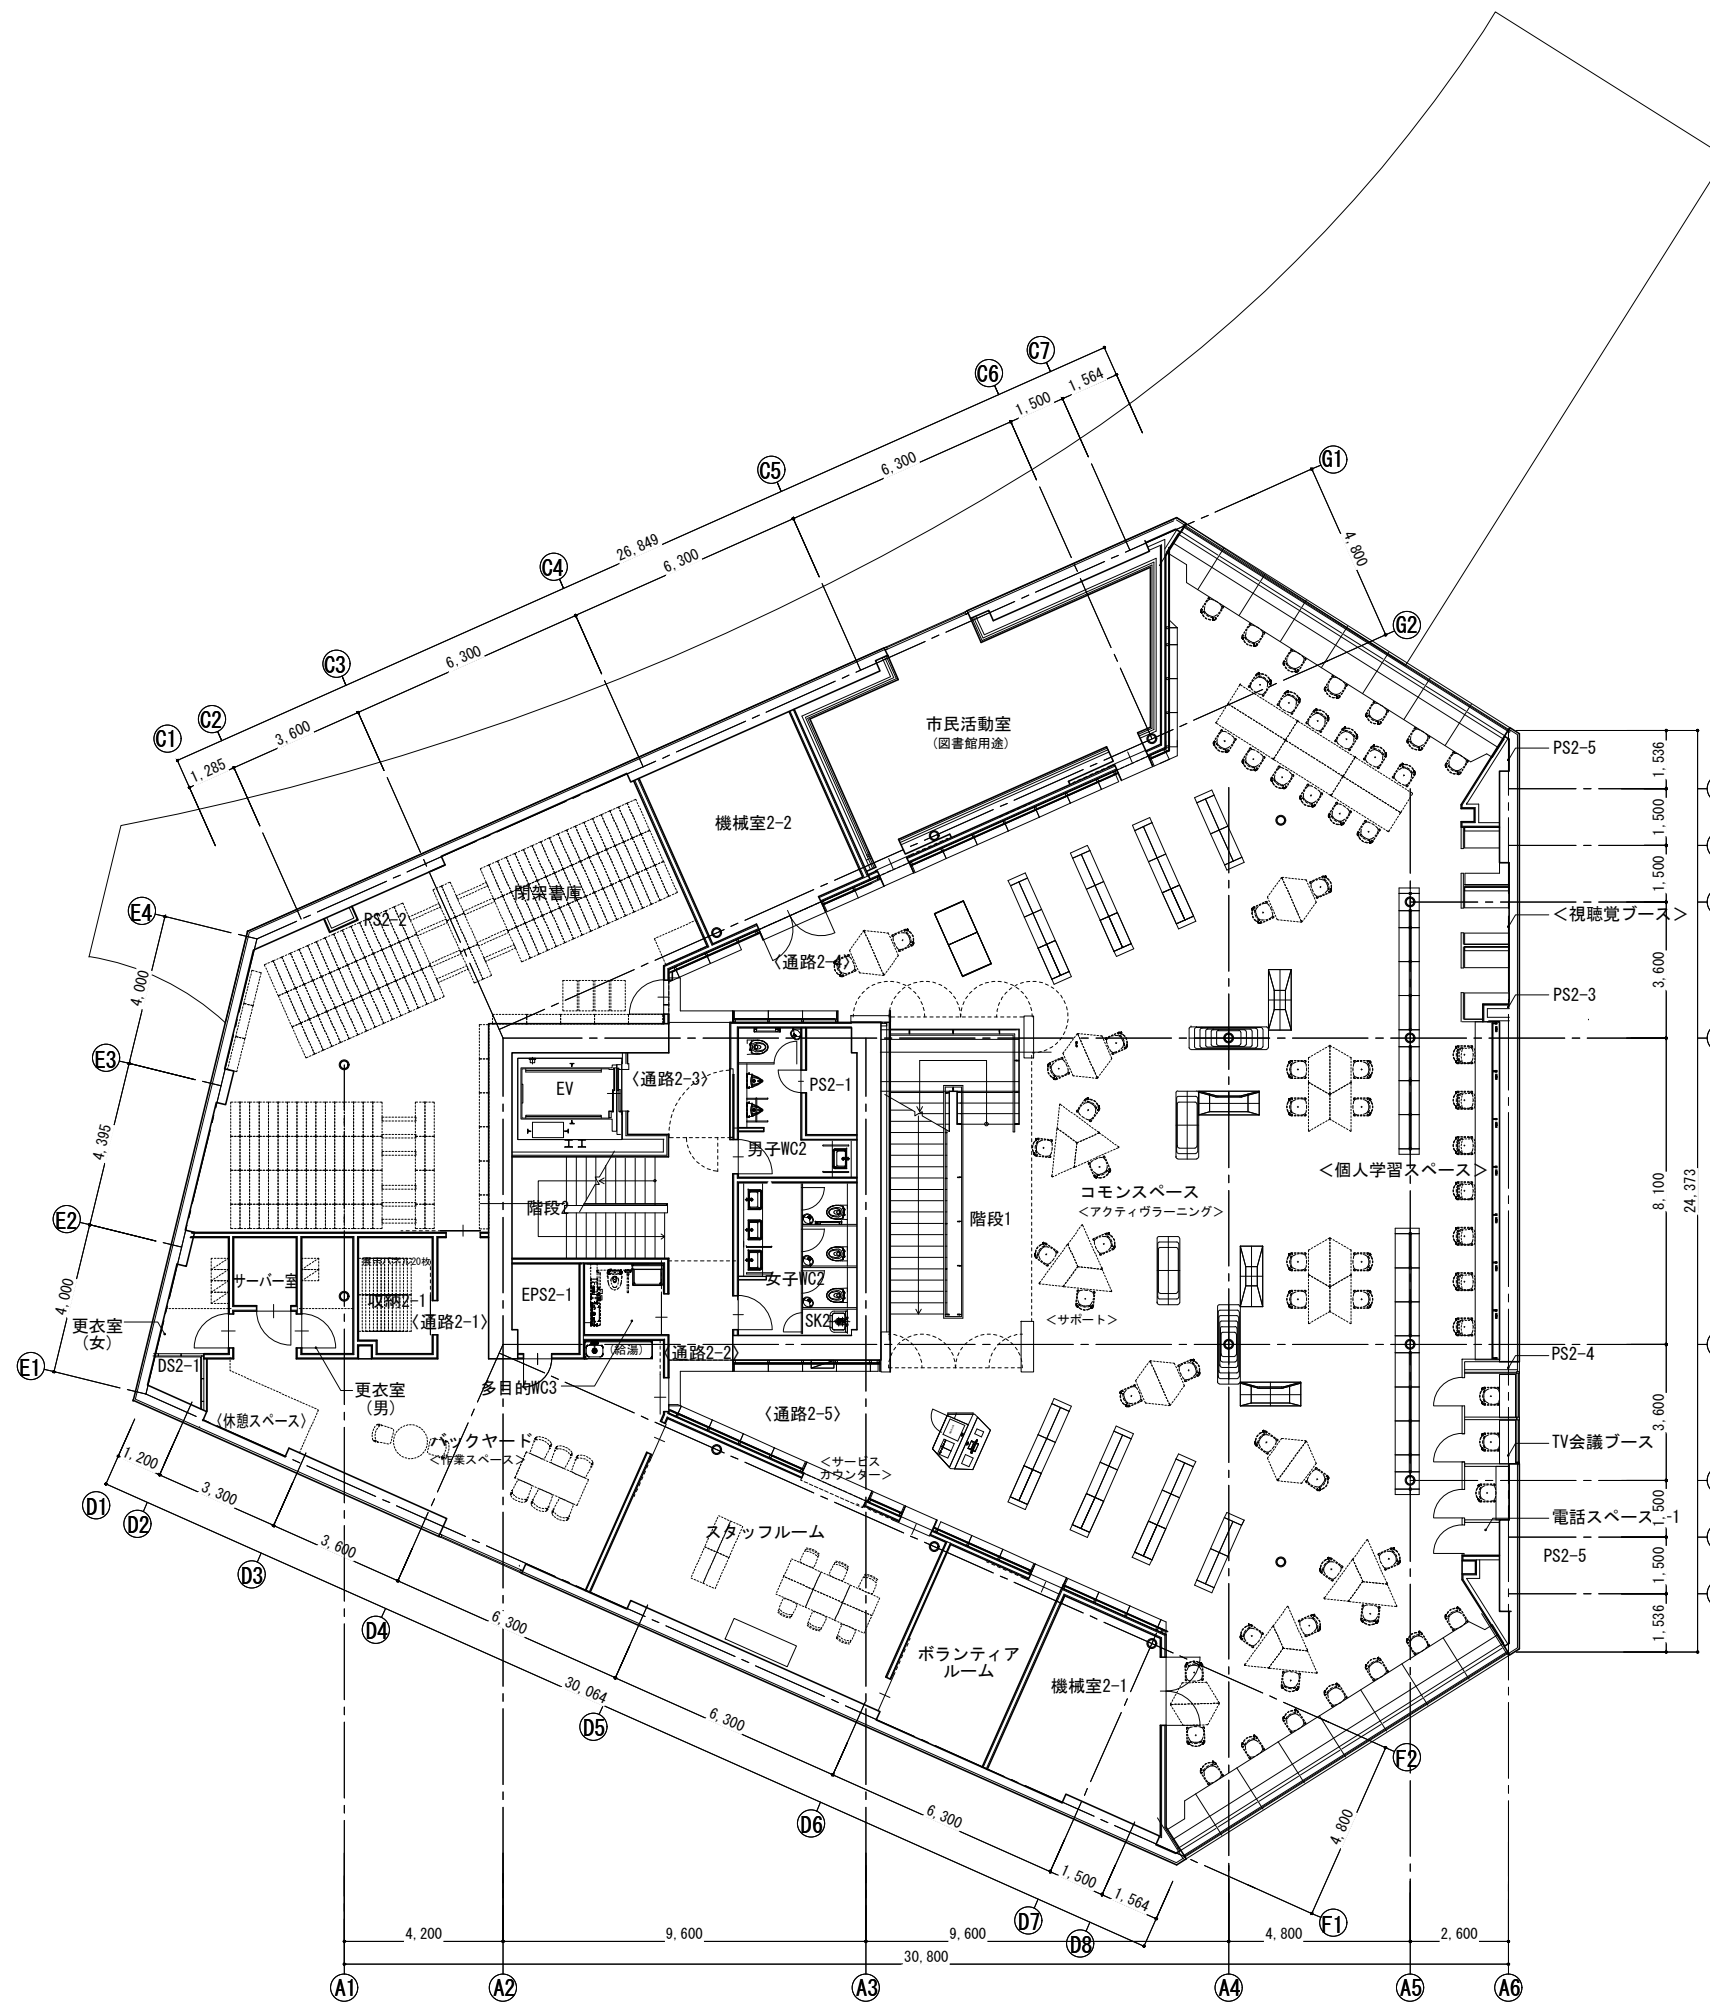 C7
C6
1,564
1,500
C5
6,300
G1
26,849
C4
6,300
4,800
G2
C3
6,300
C2
3,600
C1
1,285
市民活動室
(図書館用途)
PS2-5
1,536
1,500
機械室2-2
1,500
閉架書庫
PS2-2
E4
<視聴覚ブース>
〈通路2-4〉
4,000
3,600
PS2-3
E3
EV
〈通路2-3〉
PS2-1
4,395
男子WC2
<個人学習スペース>
8,100
24,373
コモンスペース
<アクティヴラーニング>
階段2
階段1
E2
展示パネル20枚
サーバー室
収納2-1
女子WC2
EPS2-1
4,000
〈通路2-1〉
SK2
<サポート>
更衣室
(女)
(給湯)
〈通路2-2〉
PS2-4
E1
DS2-1
更衣室
(男)
多目的WC3
〈休憩スペース〉
〈通路2-5〉
3,600
バックヤード
<作業スペース>
<サービス
カウンター>
TV会議ブース
1,200
3,300
D1
D2
スタッフルーム
電話スペース
-1
1,500
3,600
D3
PS2-5
1,500
6,300
D4
1,536
ボランティア
ルーム
機械室2-1
30,064
D5
6,300
F2
D6
6,300
4,800
1,500
1,564
D7
D8
F1
4,200
9,600
9,600
4,800
2,600
30,800
A1
A2
A3
A4
A5
A6